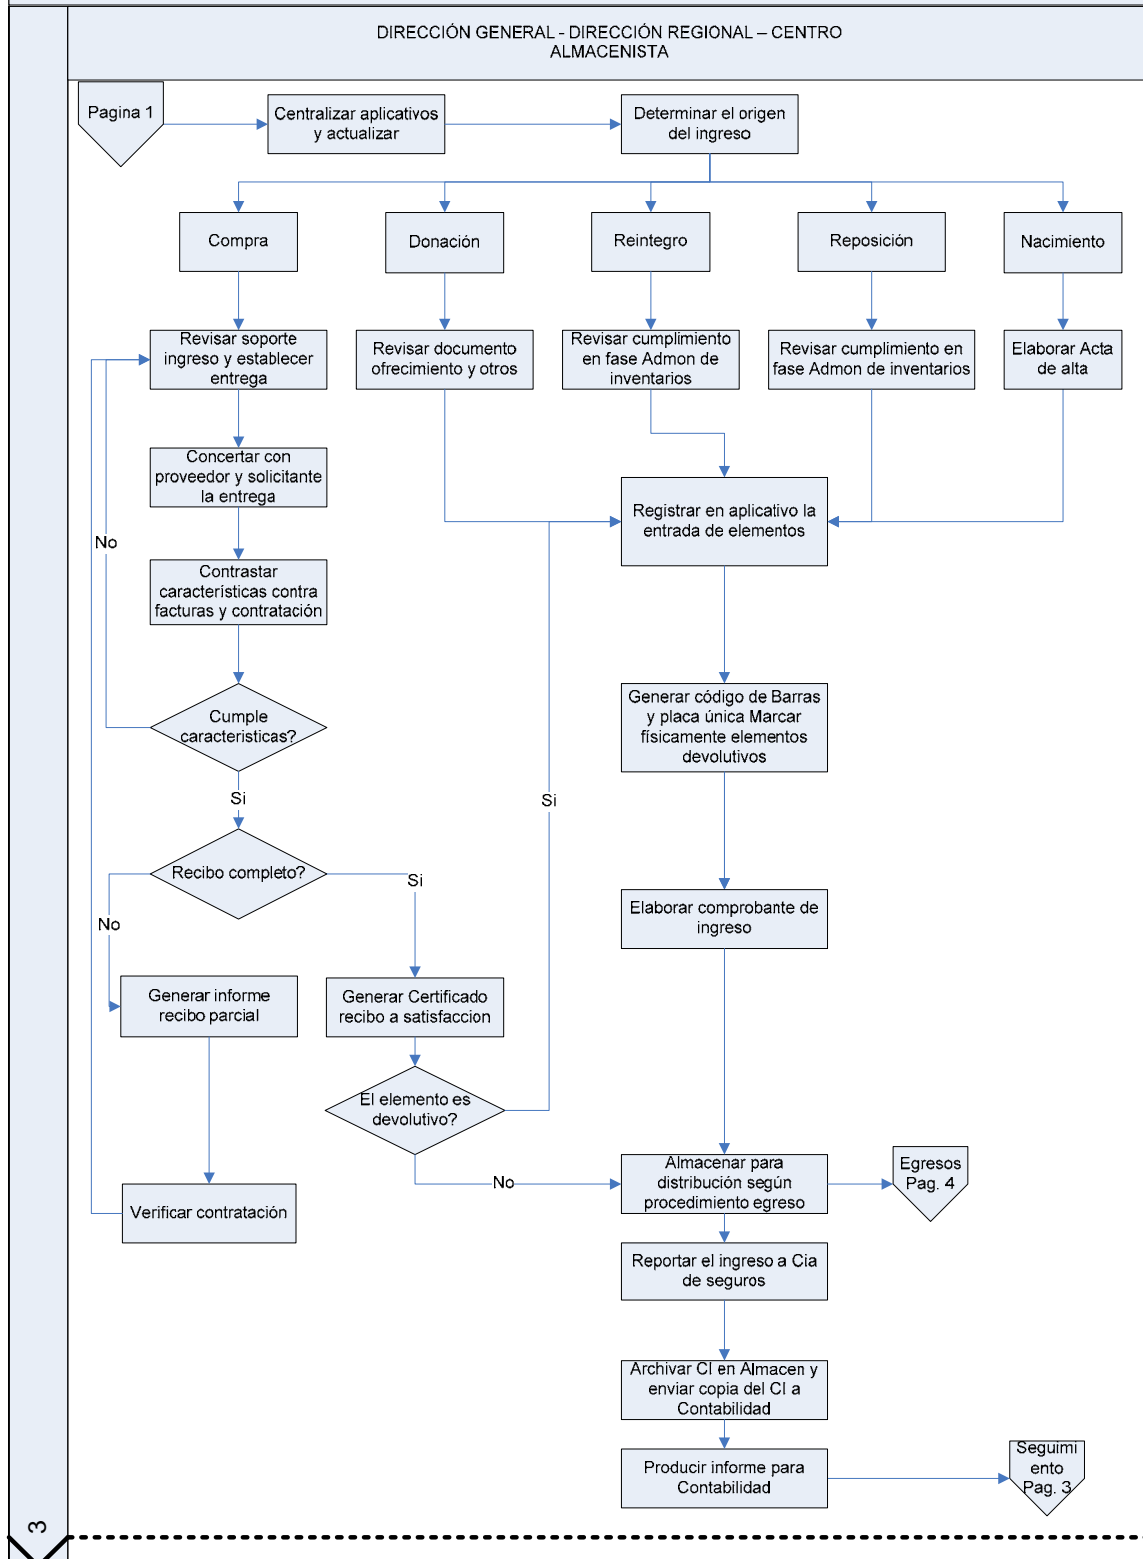 DIRECCIÓN GENERAL - DIRECCIÓN REGIONAL – CENTRO
ALMACENISTA
Pagina 1
Centralizar aplicativos
y actualizar
Determinar el origen
del ingreso
Compra
Donación
Reintegro
Reposición
Nacimiento
Revisar soporte
ingreso y establecer
entrega
Revisar documento
ofrecimiento y otros
Revisar cumplimiento
en fase Admon de
inventarios
Revisar cumplimiento en
fase Admon de inventarios
Elaborar Acta
de alta
Concertar con
proveedor y solicitante
la entrega
Registrar en aplicativo la
entrada de elementos
No
Contrastar
características contra
facturas y contratación
Cumple
caracteristicas?
Generar código de Barras
y placa única Marcar
físicamente elementos
devolutivos
Si
Si
Recibo completo?
Si
No
Elaborar comprobante de
ingreso
Generar informe
recibo parcial
Generar Certificado
recibo a satisfaccion
El elemento es
devolutivo?
No
Almacenar para
distribución según
procedimiento egreso
Egresos
Pag. 4
Verificar contratación
Reportar el ingreso a Cia
de seguros
Archivar CI en Almacen y
enviar copia del CI a
Contabilidad
Producir informe para
Contabilidad
Seguimi
ento
Pag. 3
3